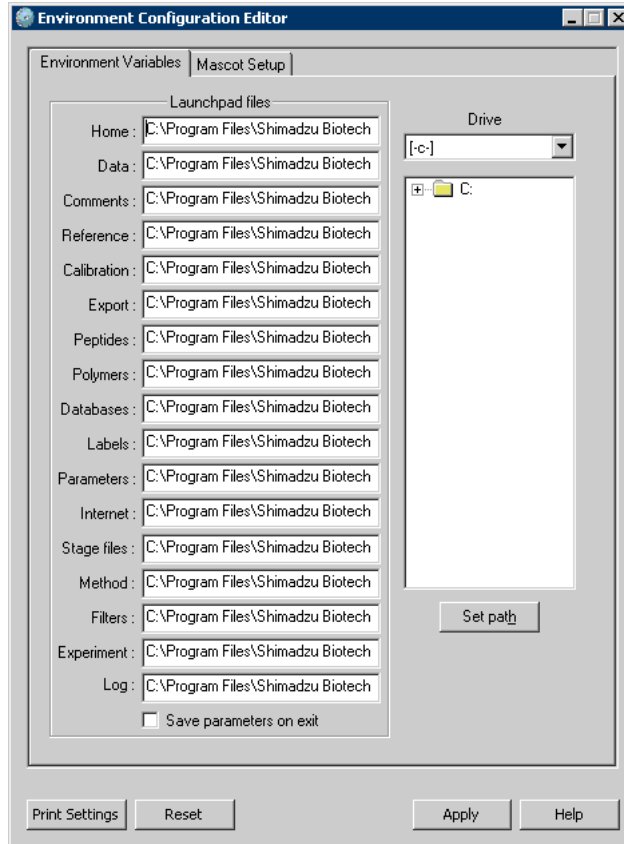 Environment Configuration Editor
Environment Variables Mascot Setup
Launchpad files
Home : C:\Program Files\Shimadzu Biotech
Data : C:\Program Files\Shimadzu Biotech
Comments : C:\Program Files\Shimadzu Biotech
Reference : C:\Program Files\Shimadzu Biotech
Calibration : C:\Program Files\Shimadzu Biotech
Export : C:\Program Files\Shimadzu Biotech
Peptides : C:\Program Files\Shimadzu Biotech
Polymers : C:\Program Files\Shimadzu Biotech
Databases : C:\Program Files\Shimadzu Biotech
Labels : C:\Program Files\Shimadzu Biotech
Parameters : C:\Program Files\Shimadzu Biotech
Internet : C:\Program Files\Shimadzu Biotech
Stage files : C:\Program Files\Shimadzu Biotech
Method : C:\Program Files\Shimadzu Biotech
Filters : C:\Program Files\Shimadzu Biotech
Experiment : C:\Program Files\Shimadzu Biotech
Log : C:\Program Files\Shimadzu Biotech
Save parameters on exit
Drive
[-c-]
C:
Set path
Print Settings Reset Apply Help